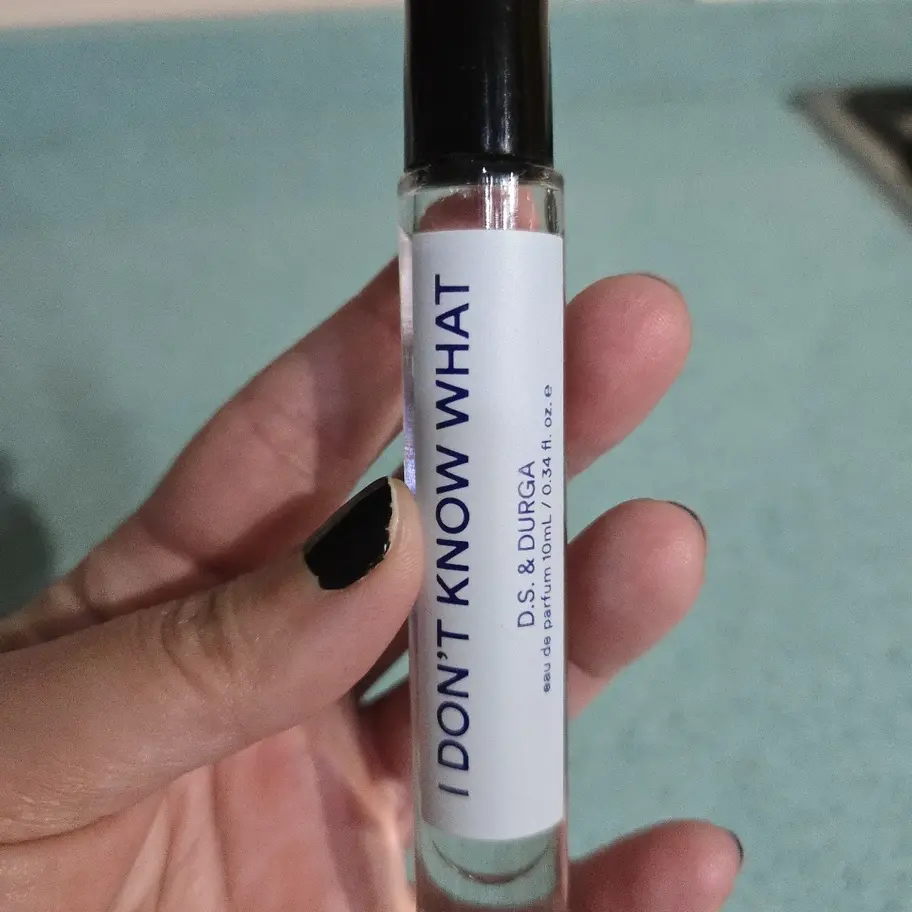 I DON'T KNOW WHAT
D.S. & DURGA
eau de parfum 10mL / 0.34 fl. oz. e